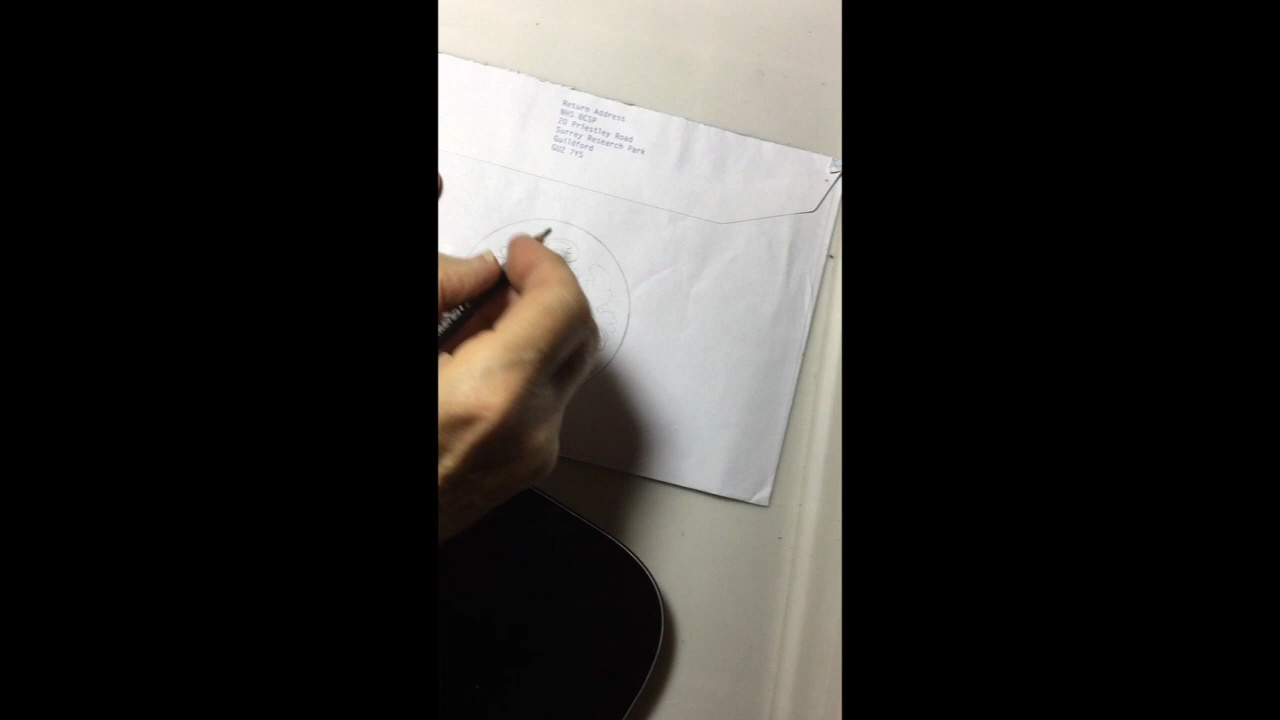 Return Address
NHS BCSP
20 Priestley Road
Surrey Research Park
Guildford
GU2 7YS